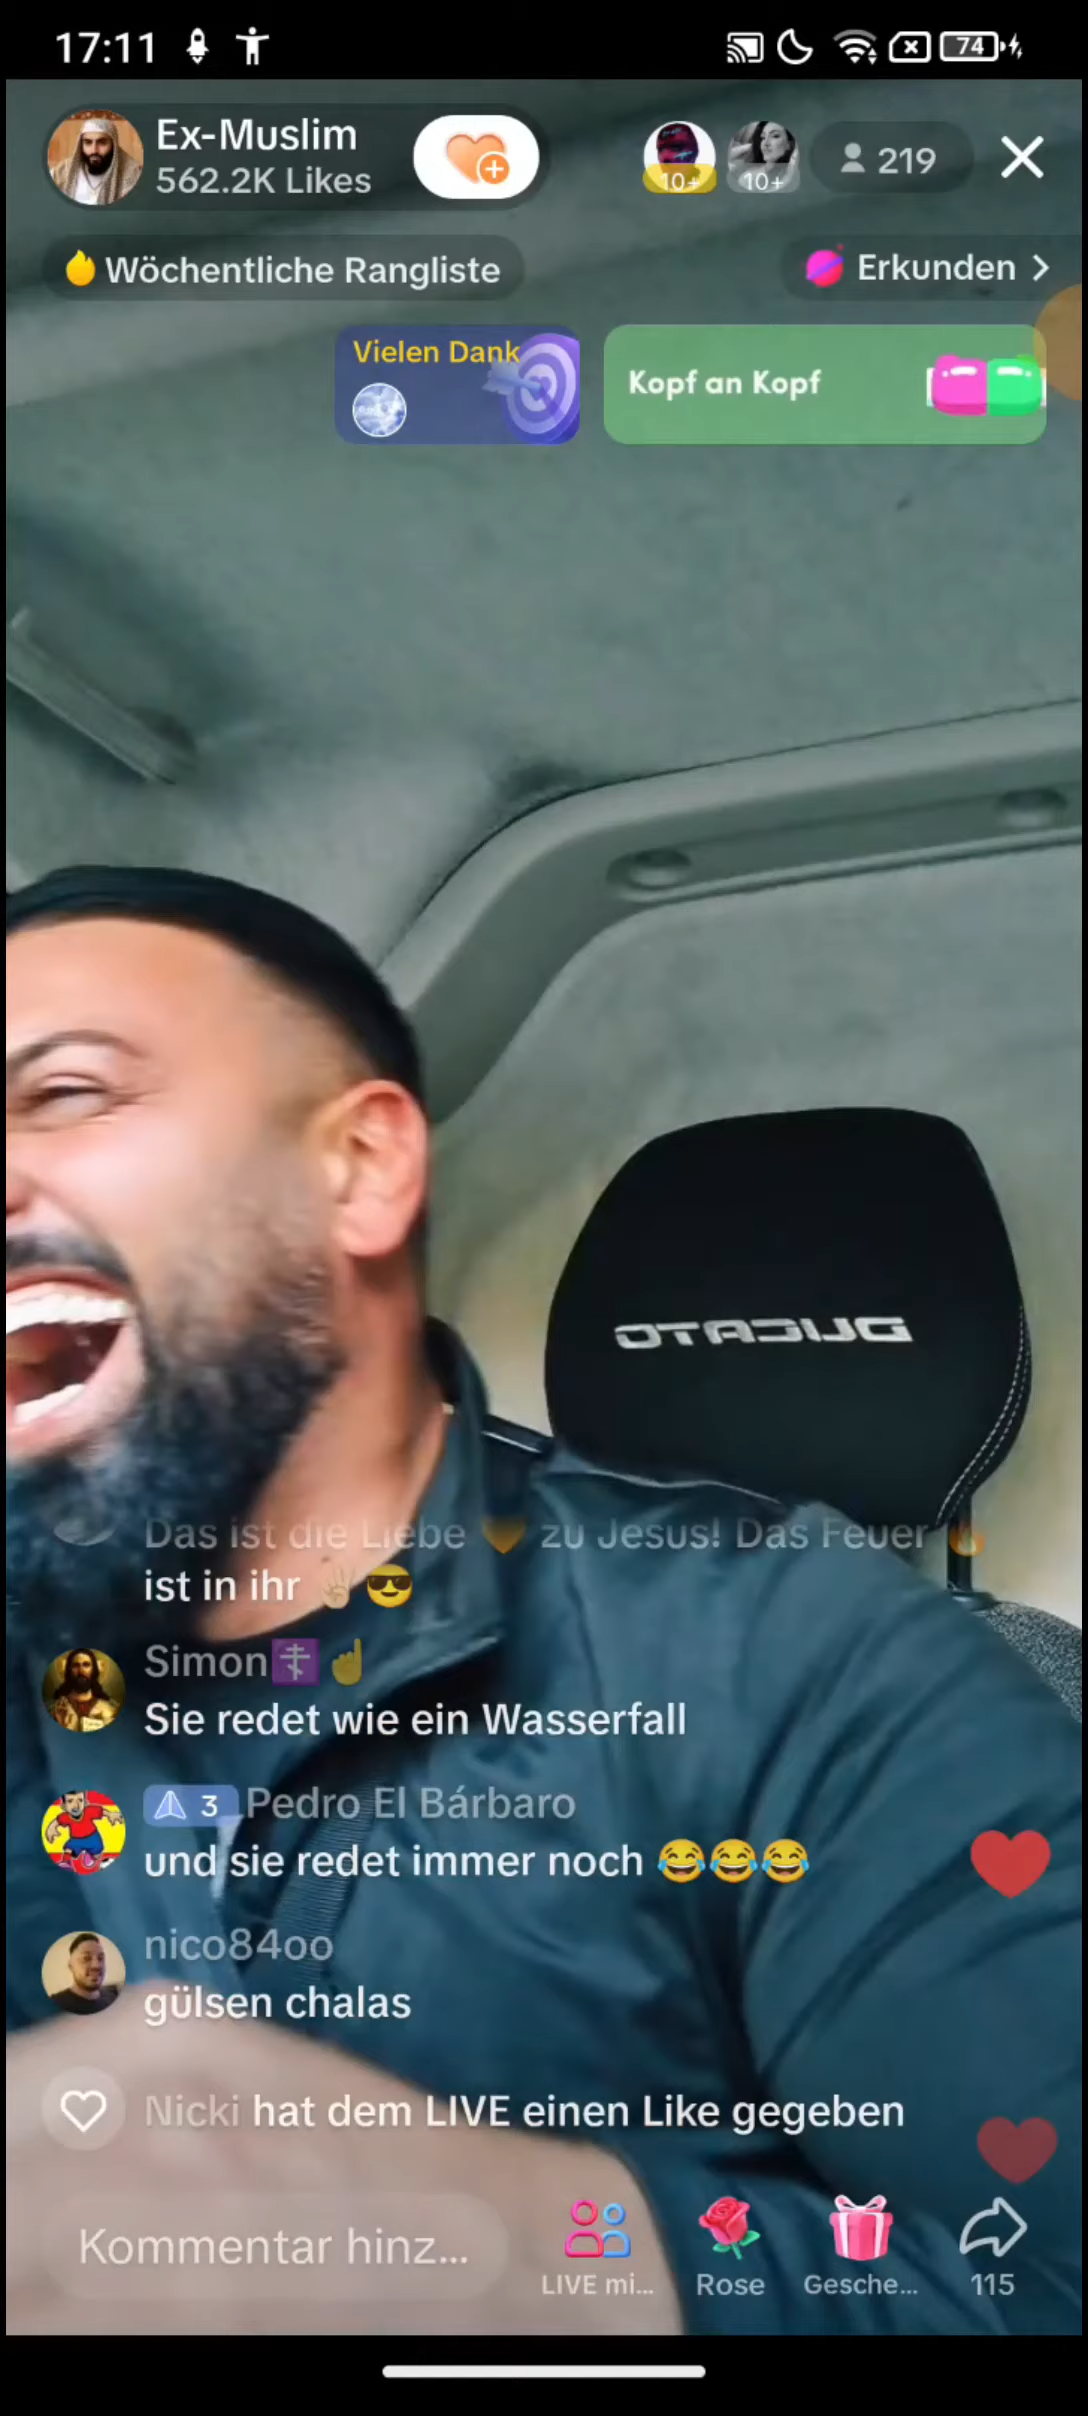 17:11
74
Ex-Muslim
562.2K Likes
10+
10+
219
Wöchentliche Rangliste
Erkunden
Vielen Dank
Kopf an Kopf
DUCATO
Das ist die Liebe 🧡 zu Jesus! Das Feuer 🔥
ist in ihr ✌🏼😎
Simon☦️☝️
Sie redet wie ein Wasserfall
3 Pedro El Bárbaro
und sie redet immer noch 😂😂😂
nico84oo
gülsen chalas
Nicki hat dem LIVE einen Like gegeben
Kommentar hinz...
LIVE mi...
Rose
Gesche...
115